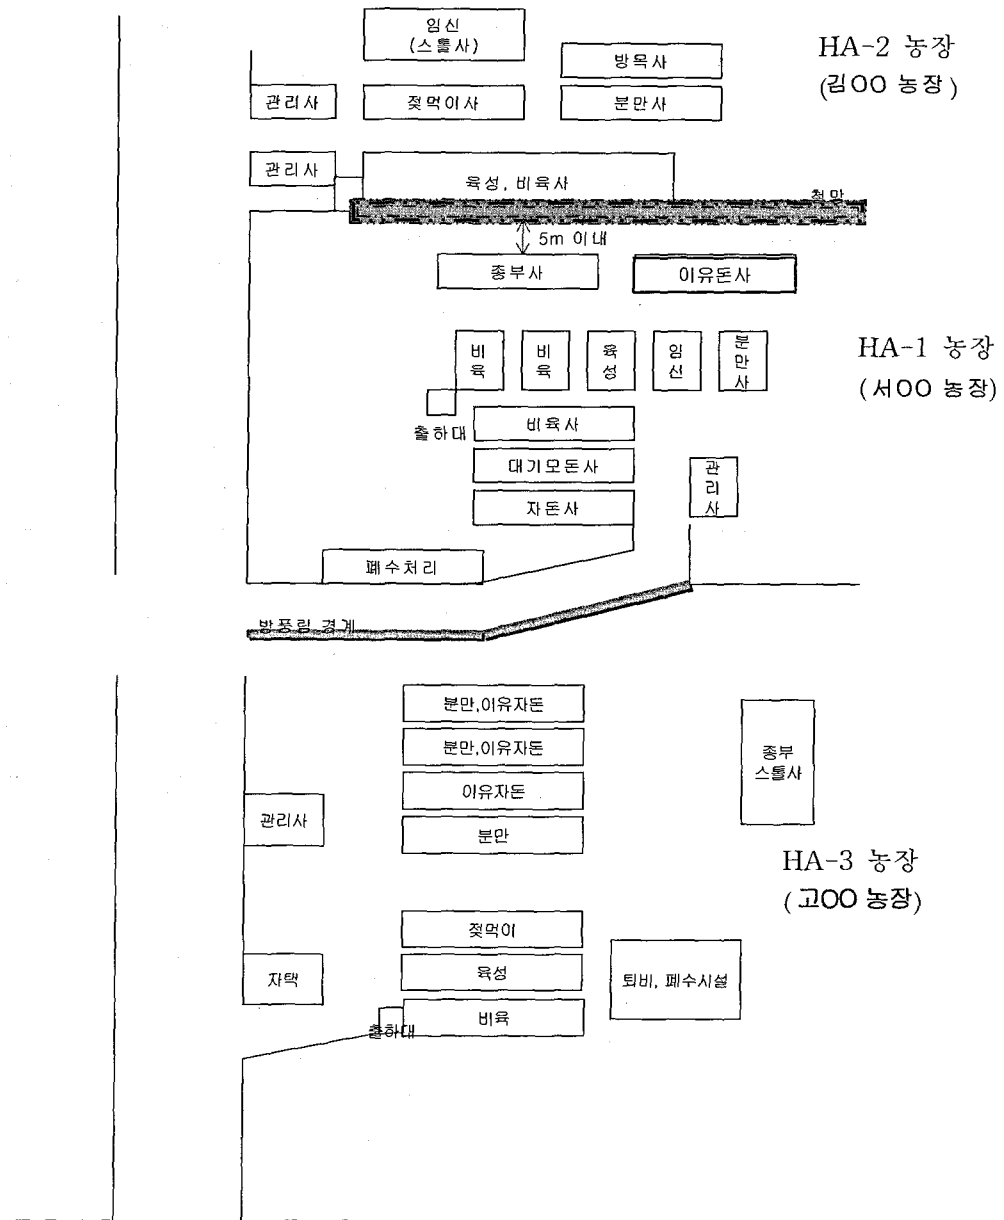 임신
(스톨사)
방목사
HA-2 농장
(김OO 농장)
관리사
젖먹이사
분만사
관리사
육성, 비육사
철망
5m 이내
종부사
이유돈사
비육
비육
육성
임신
분만사
HA-1 농장
(서OO 농장)
출하대
비육사
대기모돈사
자돈사
관리사
폐수처리
방풍림 경계
분만,이유자돈
분만,이유자돈
이유자돈
분만
종부
스톨사
관리사
HA-3 농장
(고OO 농장)
젖먹이
육성
비육
자택
퇴비, 폐수시설
출하대